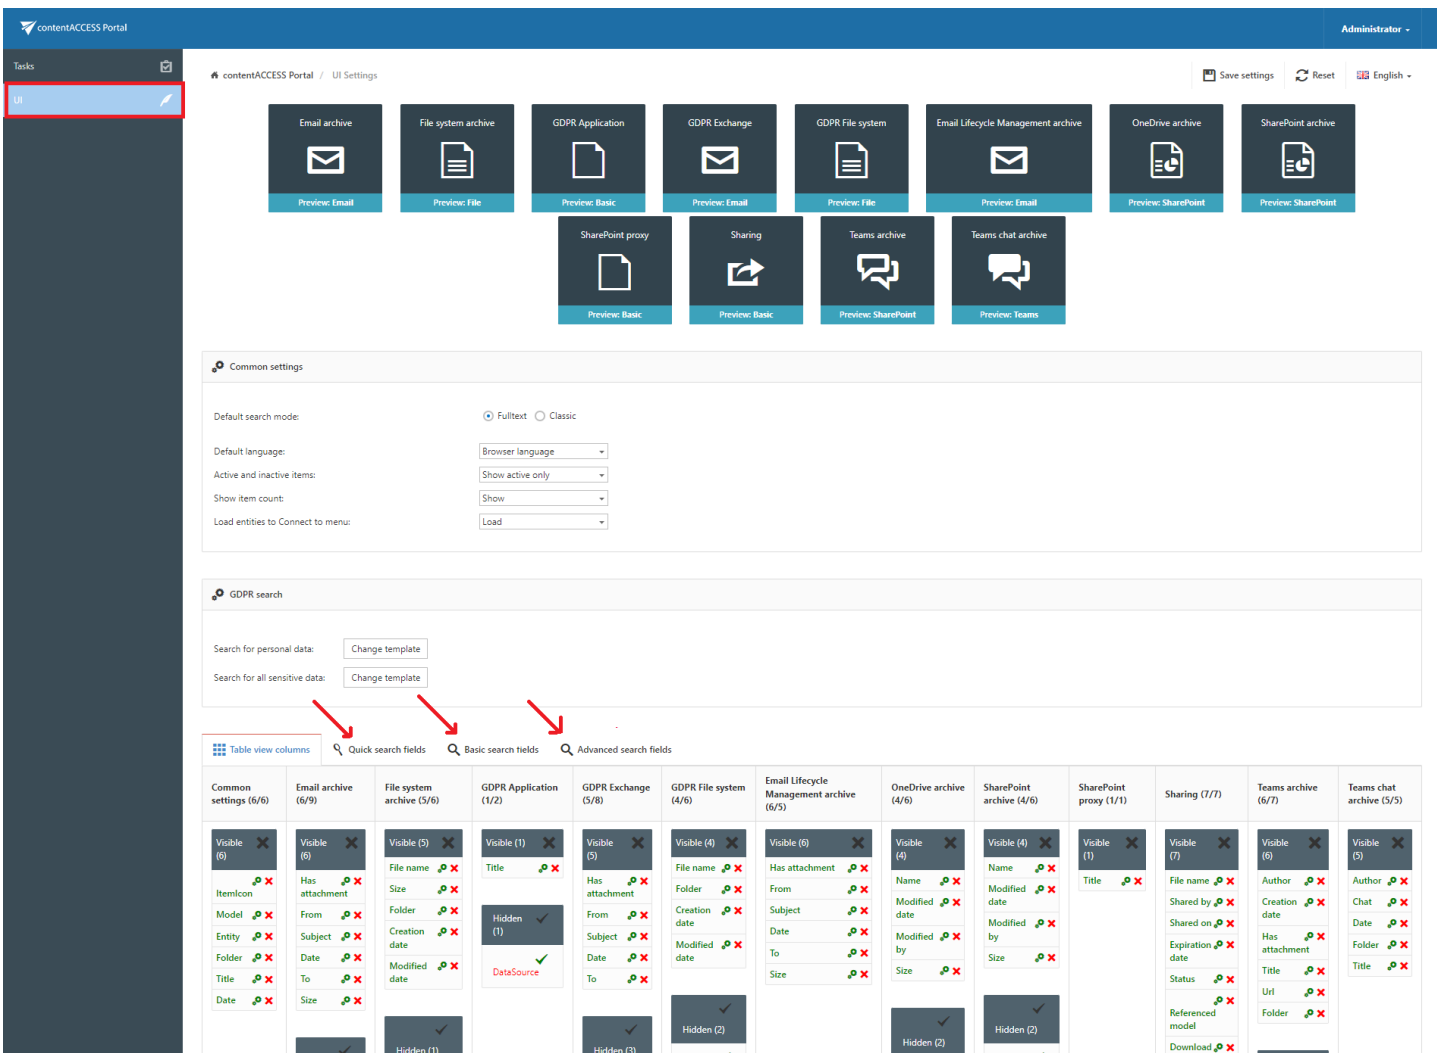 contentACCESS Portal
Administrator
Tasks
UI
contentACCESS Portal / UI Settings
Save settings
Reset
English
Email archive
File system archive
GDPR Application
GDPR Exchange
GDPR File system
Email Lifecycle Management archive
OneDrive archive
SharePoint archive
Preview: Email
Preview: File
Preview: Basic
Preview: Email
Preview: File
Preview: Email
Preview: SharePoint
Preview: SharePoint
SharePoint proxy
Sharing
Teams archive
Teams chat archive
Preview: Basic
Preview: Basic
Preview: SharePoint
Preview: Teams
Common settings
Default search mode:
Fulltext
Classic
Default language:
Browser language
Active and inactive items:
Show active only
Show item count:
Show
Load entities to Connect to menu:
Load
GDPR search
Search for personal data:
Change template
Search for all sensitive data:
Change template
Table view columns
Quick search fields
Basic search fields
Advanced search fields
Common
settings (6/6)
Email archive
(6/9)
File system
archive (5/6)
GDPR Application
(1/2)
GDPR Exchange
(5/8)
GDPR File system
(4/6)
Email Lifecycle
Management archive
(6/5)
OneDrive archive
(4/6)
SharePoint
archive (4/6)
SharePoint
proxy (1/1)
Sharing (7/7)
Teams archive
(6/7)
Teams chat
archive (5/5)
Visible
(6)
ItemIcon
Model
Entity
Folder
Title
Date
Visible
(6)
Has
attachment
From
Subject
Date
To
Size
Visible (5)
File name
Size
Folder
Creation
date
Modified
date
Hidden (1)
Visible (1)
Title
Hidden
(1)
DataSource
Visible
(5)
Has
attachment
From
Subject
Date
To
Hidden (3)
Visible (4)
File name
Folder
Creation
date
Modified
date
Hidden (2)
Visible (6)
Has attachment
From
Subject
Date
To
Size
Visible
(4)
Name
Modified
date
Modified
by
Size
Hidden (2)
Visible (4)
Name
Modified
date
Modified
by
Size
Hidden (2)
Visible
(1)
Title
Visible
(7)
File name
Shared by
Shared on
Expiration
date
Status
Referenced
model
Download
Visible
(6)
Author
Creation
date
Has
attachment
Title
Url
Folder
Visible
(5)
Author
Chat
Date
Folder
Title